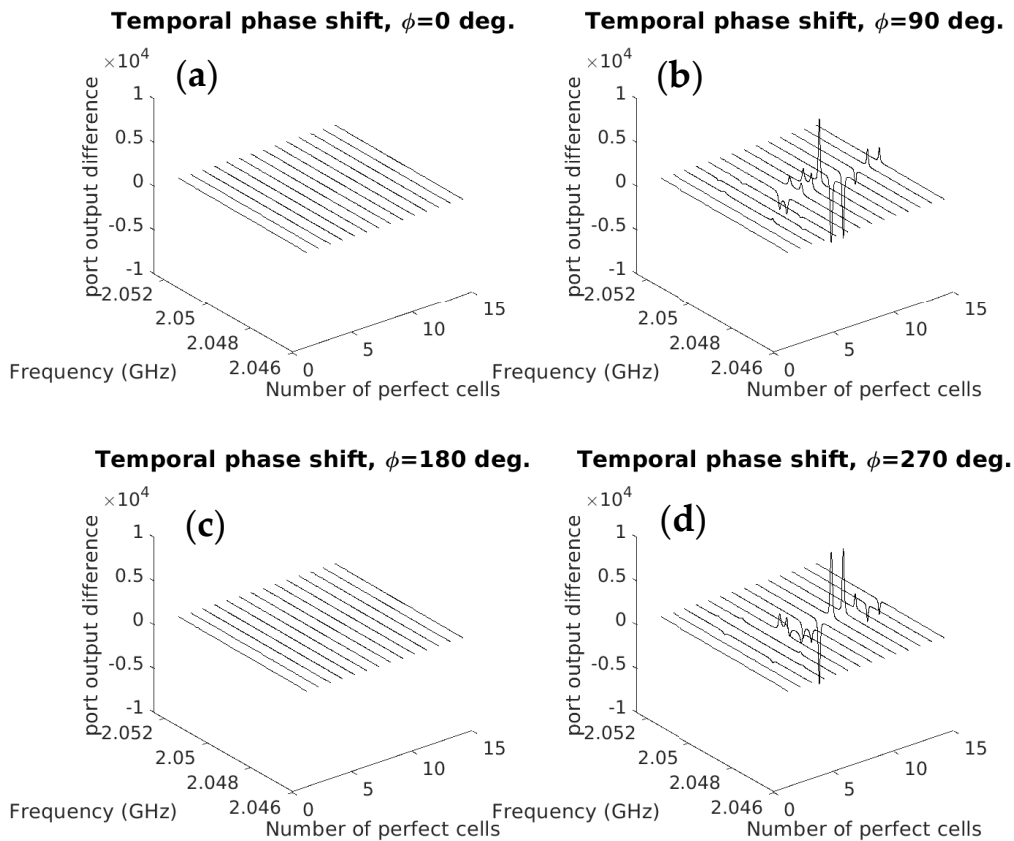 Temporal phase shift, ϕ=0 deg.
×10⁴
(a)
port output difference
1
0.5
0
-0.5
-1
2.052
2.05
2.048
2.046
Frequency (GHz)
0
5
10
15
Number of perfect cells
Temporal phase shift, ϕ=90 deg.
×10⁴
(b)
port output difference
1
0.5
0
-0.5
-1
2.052
2.05
2.048
2.046
Frequency (GHz)
0
5
10
15
Number of perfect cells
Temporal phase shift, ϕ=180 deg.
×10⁴
(c)
port output difference
1
0.5
0
-0.5
-1
2.052
2.05
2.048
2.046
Frequency (GHz)
0
5
10
15
Number of perfect cells
Temporal phase shift, ϕ=270 deg.
×10⁴
(d)
port output difference
1
0.5
0
-0.5
-1
2.052
2.05
2.048
2.046
Frequency (GHz)
0
5
10
15
Number of perfect cells